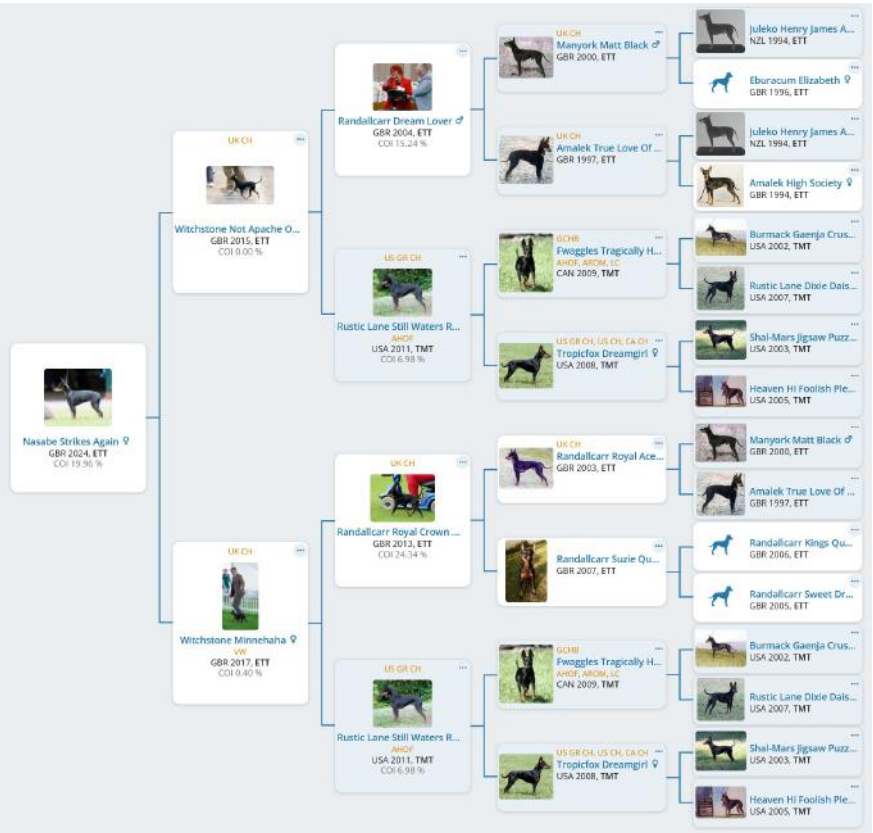 Nasabe Strikes Again ♀
GBR 2024, ETT
COI 19.96 %
UK CH
Witchstone Not Apache O...
GBR 2015, ETT
COI 0.00 %
UK CH
Witchstone Minnehaha ♀
VW
GBR 2017, ETT
COI 0.40 %
Randallcarr Dream Lover ♂
GBR 2004, ETT
COI 15.24 %
US GR CH
Rustic Lane Still Waters R...
AHOF
USA 2011, TMT
COI 6.98 %
UK CH
Randallcarr Royal Crown ...
GBR 2013, ETT
COI 24.34 %
US GR CH
Rustic Lane Still Waters R...
AHOF
USA 2011, TMT
COI 6.98 %
UK CH
Manyork Matt Black ♂
GBR 2000, ETT
UK CH
Amalek True Love Of ...
GBR 1997, ETT
GCHB
Fwaggles Tragically H...
AHOF, AROM, LC
CAN 2009, TMT
US GR CH, US CH, CA CH
Tropicfox Dreamgirl ♀
USA 2008, TMT
UK CH
Randallcarr Royal Ace...
GBR 2003, ETT
Randallcarr Suzie Qu...
GBR 2007, ETT
GCHB
Fwaggles Tragically H...
AHOF, AROM, LC
CAN 2009, TMT
US GR CH, US CH, CA CH
Tropicfox Dreamgirl ♀
USA 2008, TMT
Juleko Henry James A...
NZL 1994, ETT
Eburacum Elizabeth ♀
GBR 1996, ETT
Juleko Henry James A...
NZL 1994, ETT
Amalek High Society ♀
GBR 1994, ETT
Burmack Gaenja Crus...
USA 2002, TMT
Rustic Lane Dixie Dais...
USA 2007, TMT
Shal-Mars Jigsaw Puzz...
USA 2003, TMT
Heaven Hi Foolish Ple...
USA 2005, TMT
Manyork Matt Black ♂
GBR 2000, ETT
Amalek True Love Of ...
GBR 1997, ETT
Randallcarr Kings Qu...
GBR 2006, ETT
Randallcarr Sweet Dr...
GBR 2005, ETT
Burmack Gaenja Crus...
USA 2002, TMT
Rustic Lane Dixie Dais...
USA 2007, TMT
Shal-Mars Jigsaw Puzz...
USA 2003, TMT
Heaven Hi Foolish Ple...
USA 2005, TMT